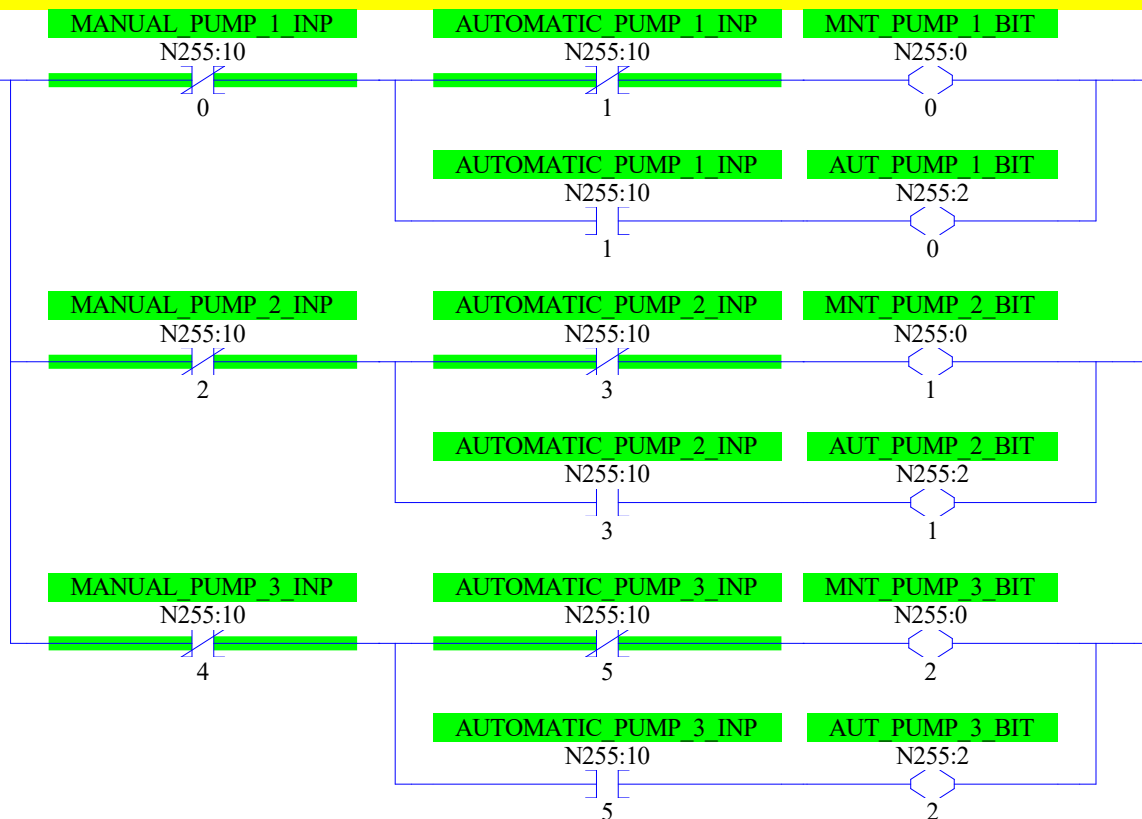 MANUAL_PUMP_1_INP AUTOMATIC_PUMP_1_INP MNT_PUMP_1_BIT
N255:10 N255:10 N255:0
0 1 0
AUTOMATIC_PUMP_1_INP AUT_PUMP_1_BIT
N255:10 N255:2
1 0
MANUAL_PUMP_2_INP AUTOMATIC_PUMP_2_INP MNT_PUMP_2_BIT
N255:10 N255:10 N255:0
2 3 1
AUTOMATIC_PUMP_2_INP AUT_PUMP_2_BIT
N255:10 N255:2
3 1
MANUAL_PUMP_3_INP AUTOMATIC_PUMP_3_INP MNT_PUMP_3_BIT
N255:10 N255:10 N255:0
4 5 2
AUTOMATIC_PUMP_3_INP AUT_PUMP_3_BIT
N255:10 N255:2
5 2